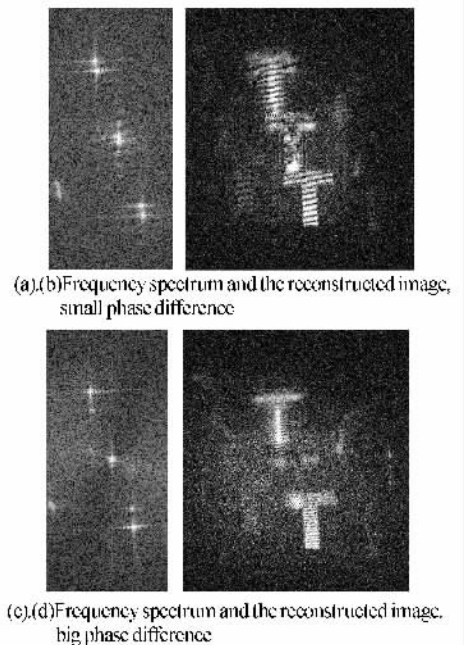 (a).(b)Frequency spectrum and the reconstructed image,
small phase difference
(c).(d)Frequency spectrum and the reconstructed image.
big phase difference